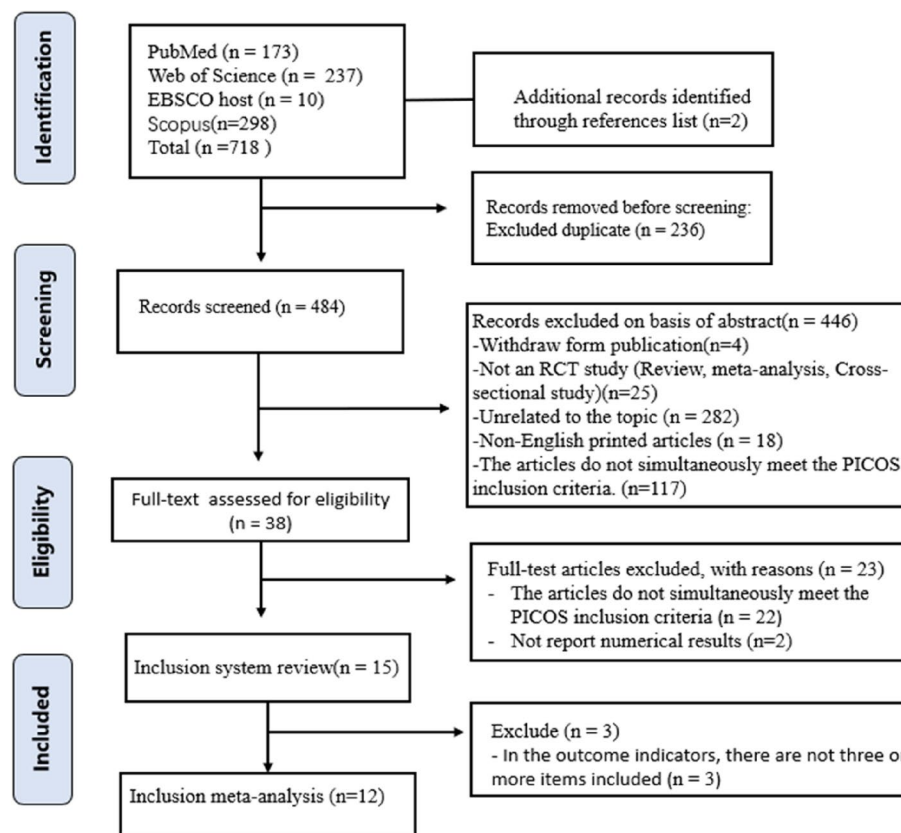 Identification
PubMed (n = 173)
Web of Science (n = 237)
EBSCO host (n = 10)
Scopus(n=298)
Total (n =718 )
Additional records identified
through references list (n=2)
Records removed before screening:
Excluded duplicate (n = 236)
Screening
Records screened (n = 484)
Records excluded on basis of abstract(n = 446)
-Withdraw form publication(n=4)
-Not an RCT study (Review, meta-analysis, Cross-
sectional study)(n=25)
-Unrelated to the topic (n = 282)
-Non-English printed articles (n = 18)
-The articles do not simultaneously meet the PICOS
inclusion criteria. (n=117)
Eligibility
Full-text assessed for eligibility
(n = 38)
Full-test articles excluded, with reasons (n = 23)
- The articles do not simultaneously meet the
PICOS inclusion criteria (n = 22)
- Not report numerical results (n=2)
Included
Inclusion system review(n = 15)
Exclude (n = 3)
- In the outcome indicators, there are not three o
more items included (n = 3)
Inclusion meta-analysis (n=12)